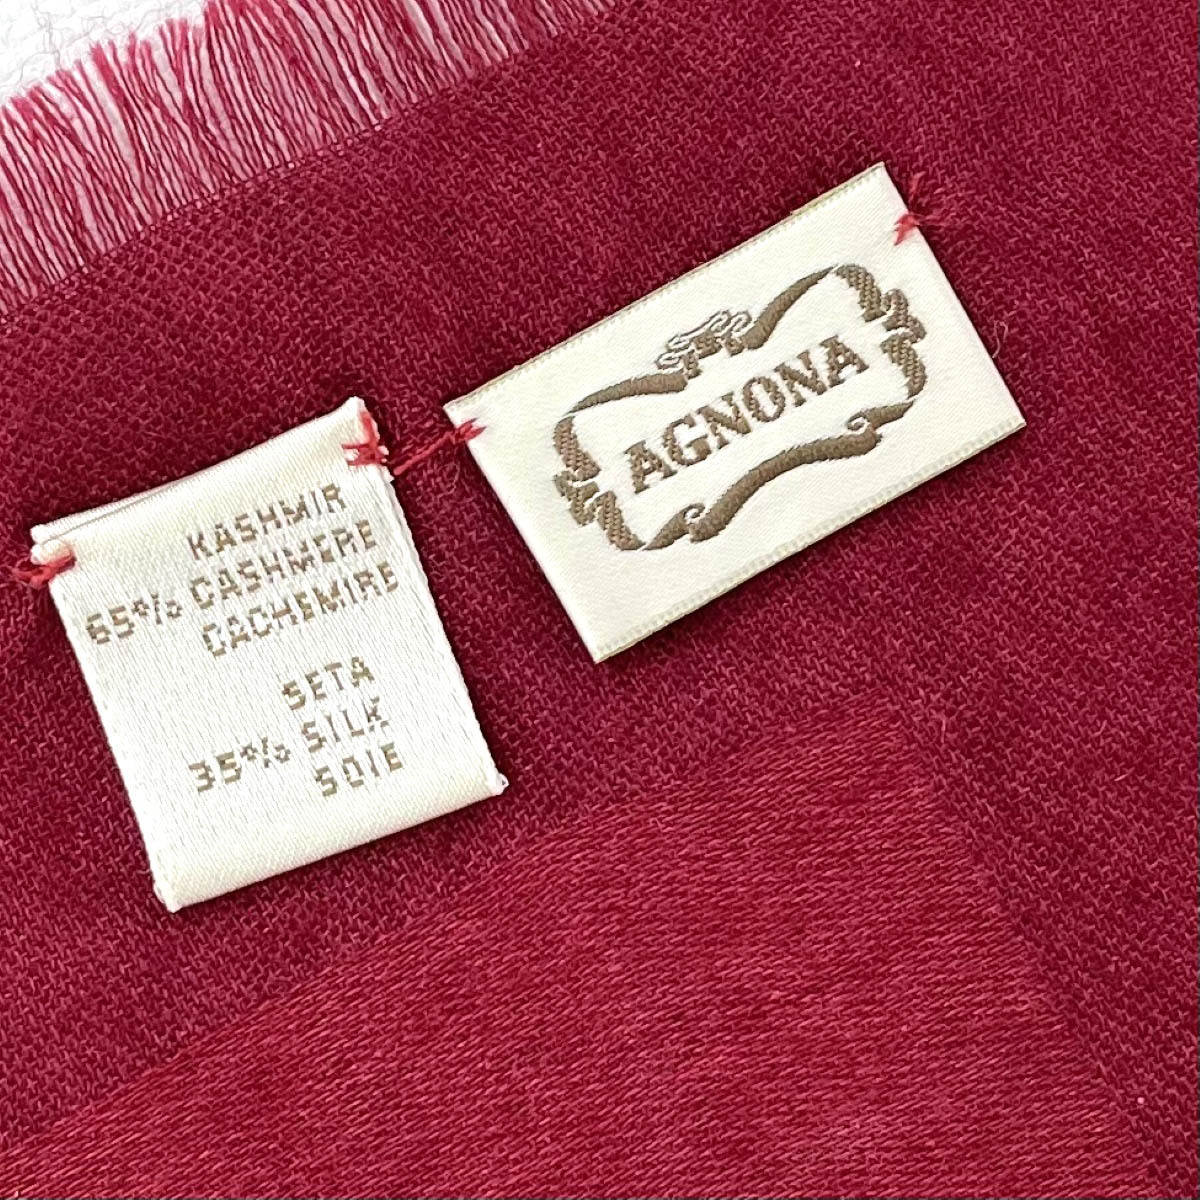 KASHMIR
65% CASHMERE
CACHEMIRE
SETA
35% SILK
SOIE
AGNONA